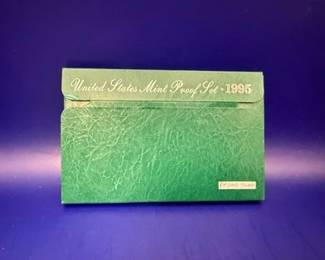 United States Mint Proof Set • 1995